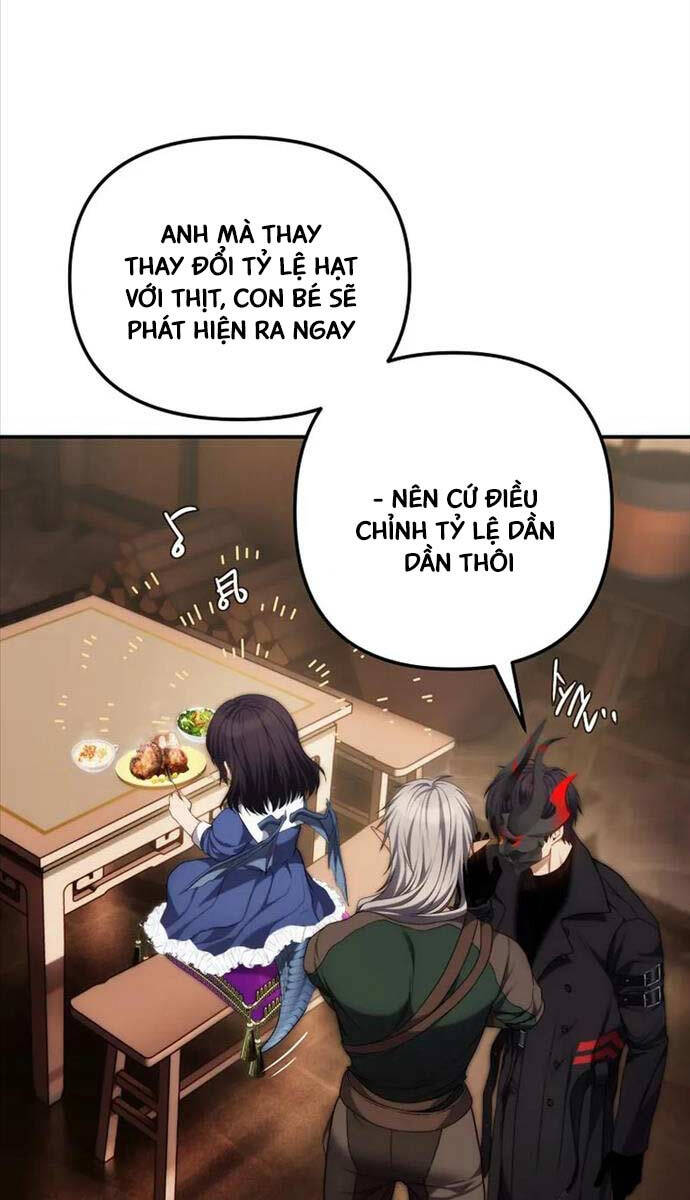 ANH MÀ THAY
THAY ĐỔI TỶ LỆ HẠT
VỚI THỊT, CON BÉ SẼ
PHÁT HIỆN RA NGAY
- NÊN CỨ ĐIỀU
CHỈNH TỶ LỆ DẦN
DẦN THÔI